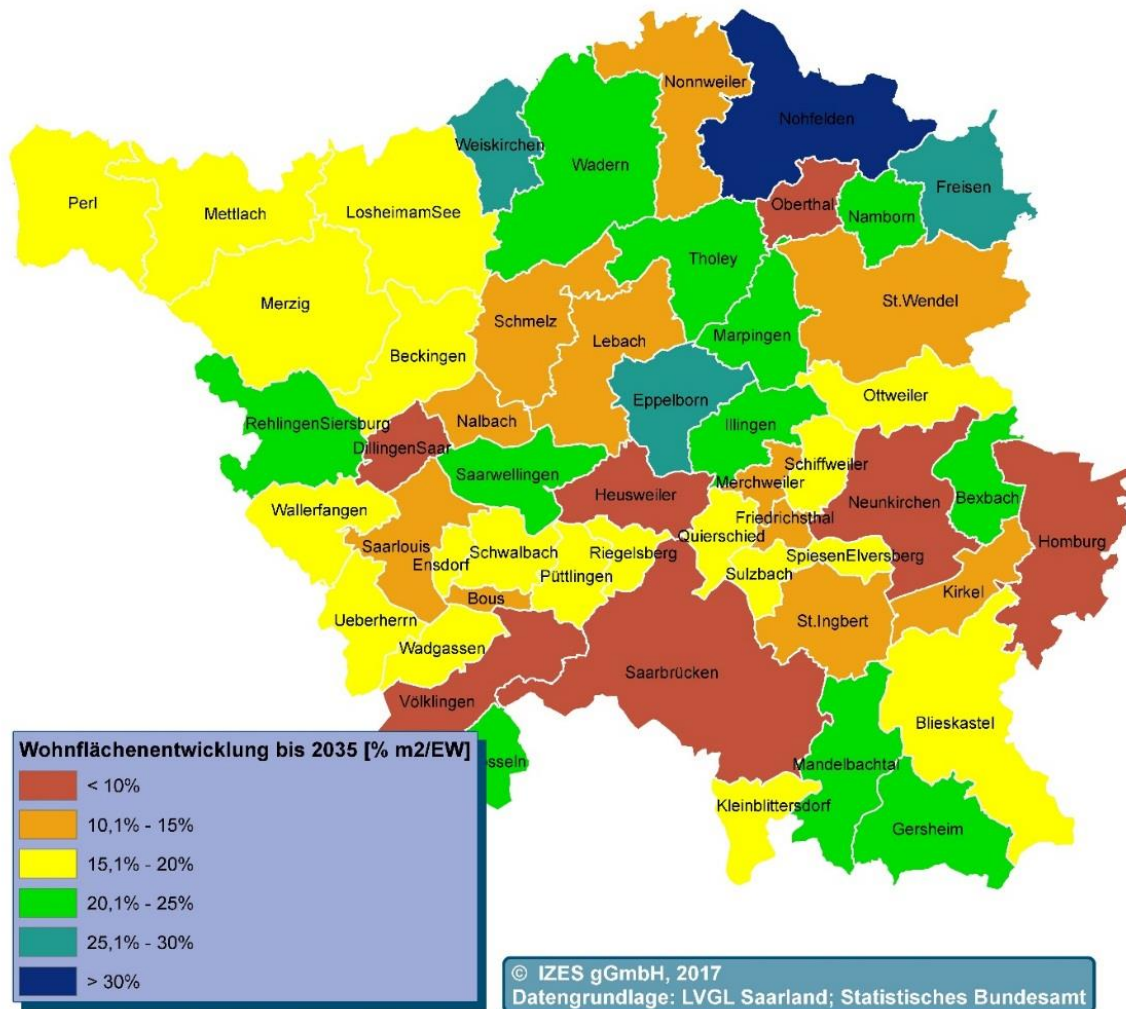 Nonnweiler
Nohfelden
Weiskirchen
Wadern
Freisen
Perl
Mettlach
LosheimamSee
Oberthal
Namborn
Tholey
Merzig
St.Wendel
Schmelz
Lebach
Marpingen
Beckingen
Eppelborn
Ottweiler
RehlingenSiersburg
Nalbach
Illingen
DillingenSaar
Saarwellingen
Schiffweiler
Merchweiler
Heusweiler
Neunkirchen
Bexbach
Wallerfangen
Friedrichsthal
Quierschied
Homburg
Saarlouis
Schwalbach
Riegelsberg
SpiesenElversberg
Ensdorf
Püttlingen
Sulzbach
Bous
Kirkel
Ueberherrn
St.Ingbert
Wadgassen
Saarbrücken
Völklingen
Blieskastel
osseln
Mandelbachtal
Kleinblittersdorf
Gersheim
Wohnflächenentwicklung bis 2035 [% m2/EW]
< 10%
10,1% - 15%
15,1% - 20%
20,1% - 25%
25,1% - 30%
> 30%
© IZES gGmbH, 2017
Datengrundlage: LVGL Saarland; Statistisches Bundesamt